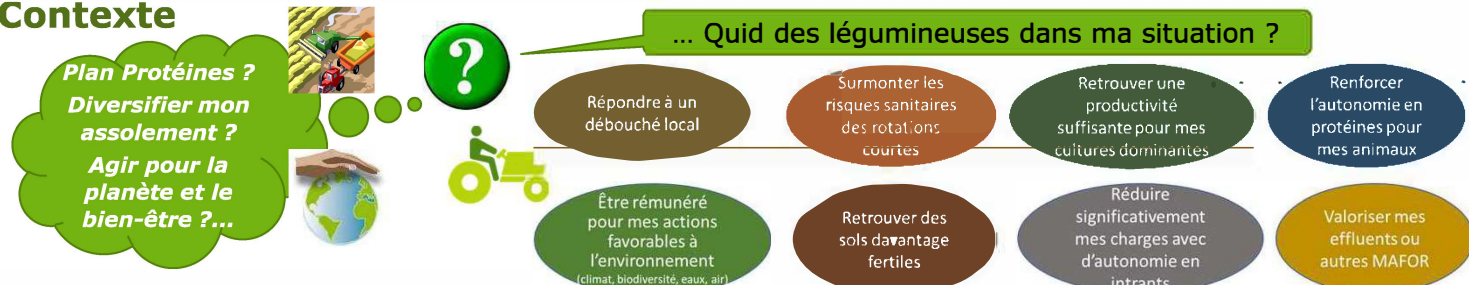 Contexte
Plan Protéines ?
Diversifier mon
assolement ?
Agir pour la
planète et le
bien-être ?...
?
... Quid des légumineuses dans ma situation ?
Répondre à un
débouché local
Surmonter les
risques sanitaires
des rotations
courtes
Retrouver une
productivité
suffisante pour mes
cultures dominantes
Renforcer
l'autonomie en
protéines pour
mes animaux
Être rémunéré
pour mes actions
favorables à
l'environnement
(climat, biodiversité, eaux, air)
Retrouver des
sols davantage
fertiles
Réduire
significativement
mes charges avec
d'autonomie en
intrants
Valoriser mes
effluents ou
autres MAFOR